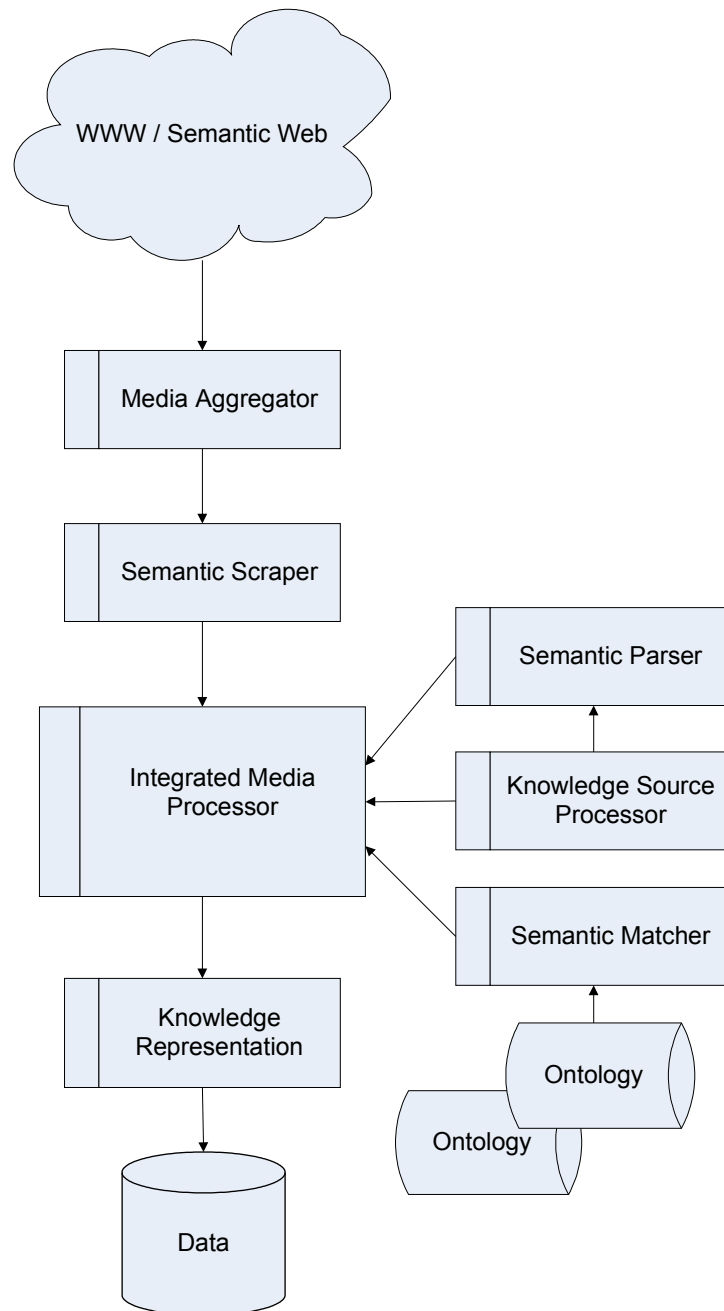 WWW / Semantic Web
Media Aggregator
Semantic Scraper
Semantic Parser
Integrated Media
Processor
Knowledge Source
Processor
Semantic Matcher
Knowledge
Representation
Ontology
Ontology
Data